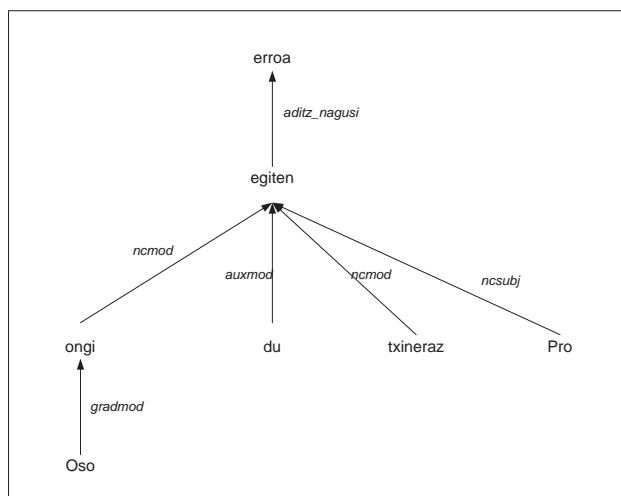 erroa
aditz_nagusi
egiten
ncmod
auxmod
ncmod
ncsubj
ongi
du
txineraz
Pro
gradmod
Oso